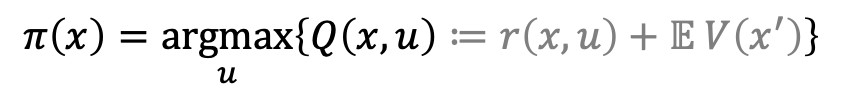 π(x) = argmax{Q(x, u) ≔ r(x, u) + 𝔼 V(x′)}
u